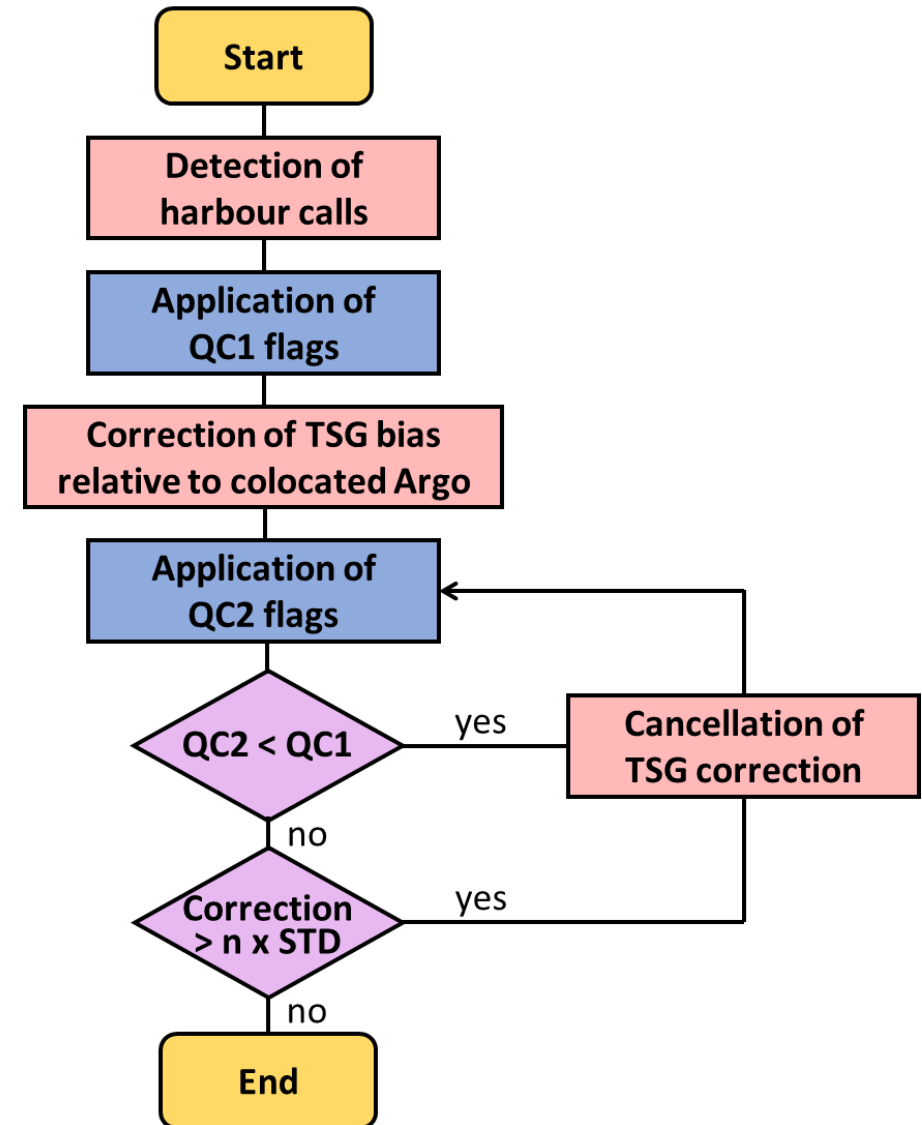 Start
Detection of
harbour calls
Application of
QC1 flags
Correction of TSG bias
relative to colocated Argo
Application of
QC2 flags
QC2 < QC1
yes
Cancellation of
TSG correction
no
Correction
> n x STD
yes
no
End